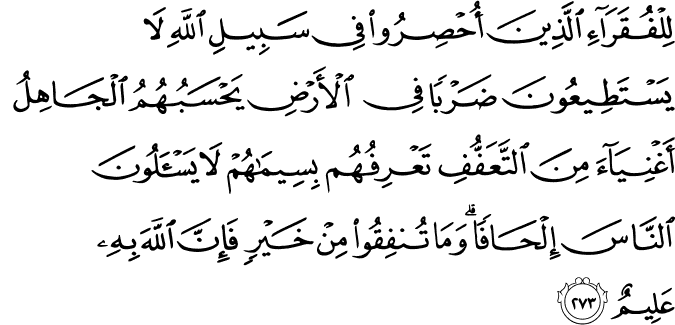 لِلْفُقَرَآءِ ٱلَّذِينَ أُحْصِرُوا۟ فِى سَبِيلِ ٱللَّهِ لَا
يَسْتَطِيعُونَ ضَرْبًا فِى ٱلْأَرْضِ يَحْسَبُهُمُ ٱلْجَاهِلُ
أَغْنِيَآءَ مِنَ ٱلتَّعَفُّفِ تَعْرِفُهُم بِسِيمَٰهُمْ لَا يَسْـَٔلُونَ
ٱلنَّاسَ إِلْحَافًا ۗ وَمَا تُنفِقُوا۟ مِنْ خَيْرٍ فَإِنَّ ٱللَّهَ بِهِۦ
عَلِيمٌ ٢٧٣